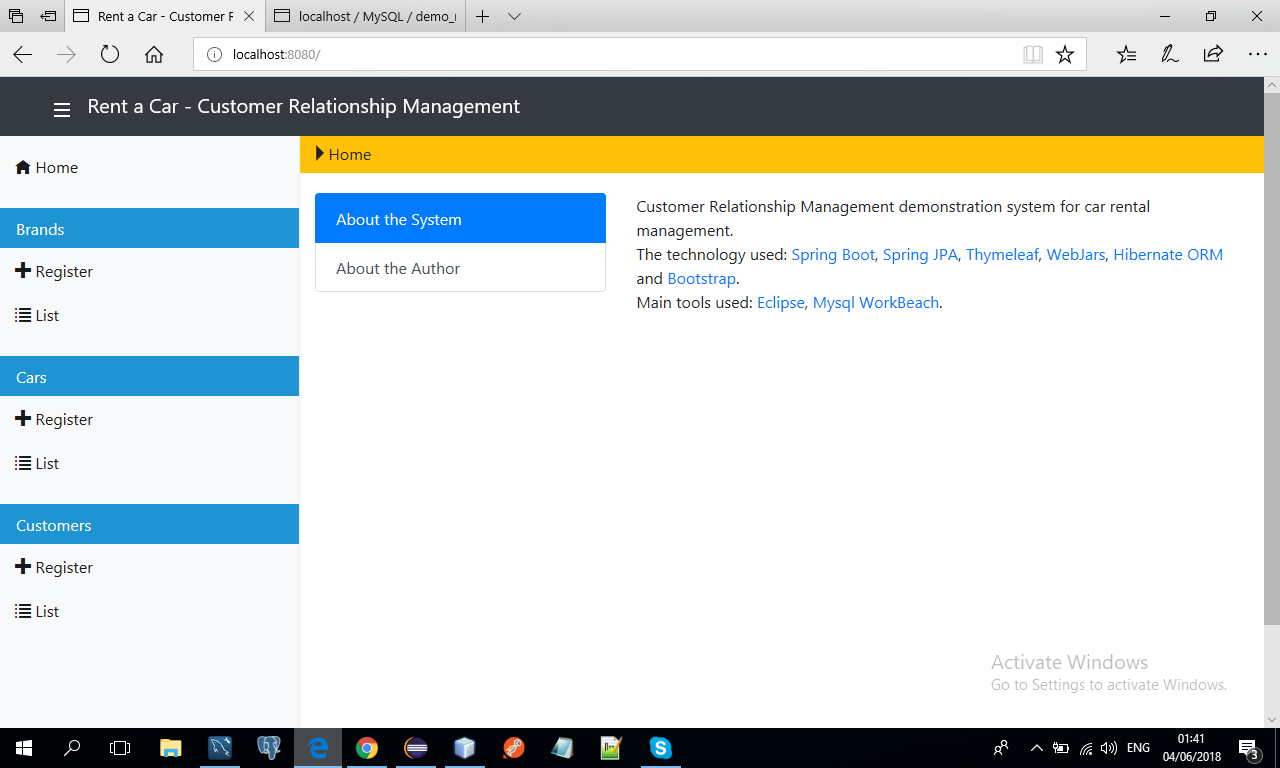 Rent a Car - Customer F
localhost / MySQL / demo_
localhost:8080/
Rent a Car - Customer Relationship Management
Home
Brands
Register
List
Cars
Register
List
Customers
Register
List
Home
About the System
About the Author
Customer Relationship Management demonstration system for car rental
management.
The technology used: Spring Boot, Spring JPA, Thymeleaf, WebJars, Hibernate ORM
and Bootstrap.
Main tools used: Eclipse, Mysql WorkBeach.
Activate Windows
Go to Settings to activate Windows.
ENG
01:41
04/06/2018
3